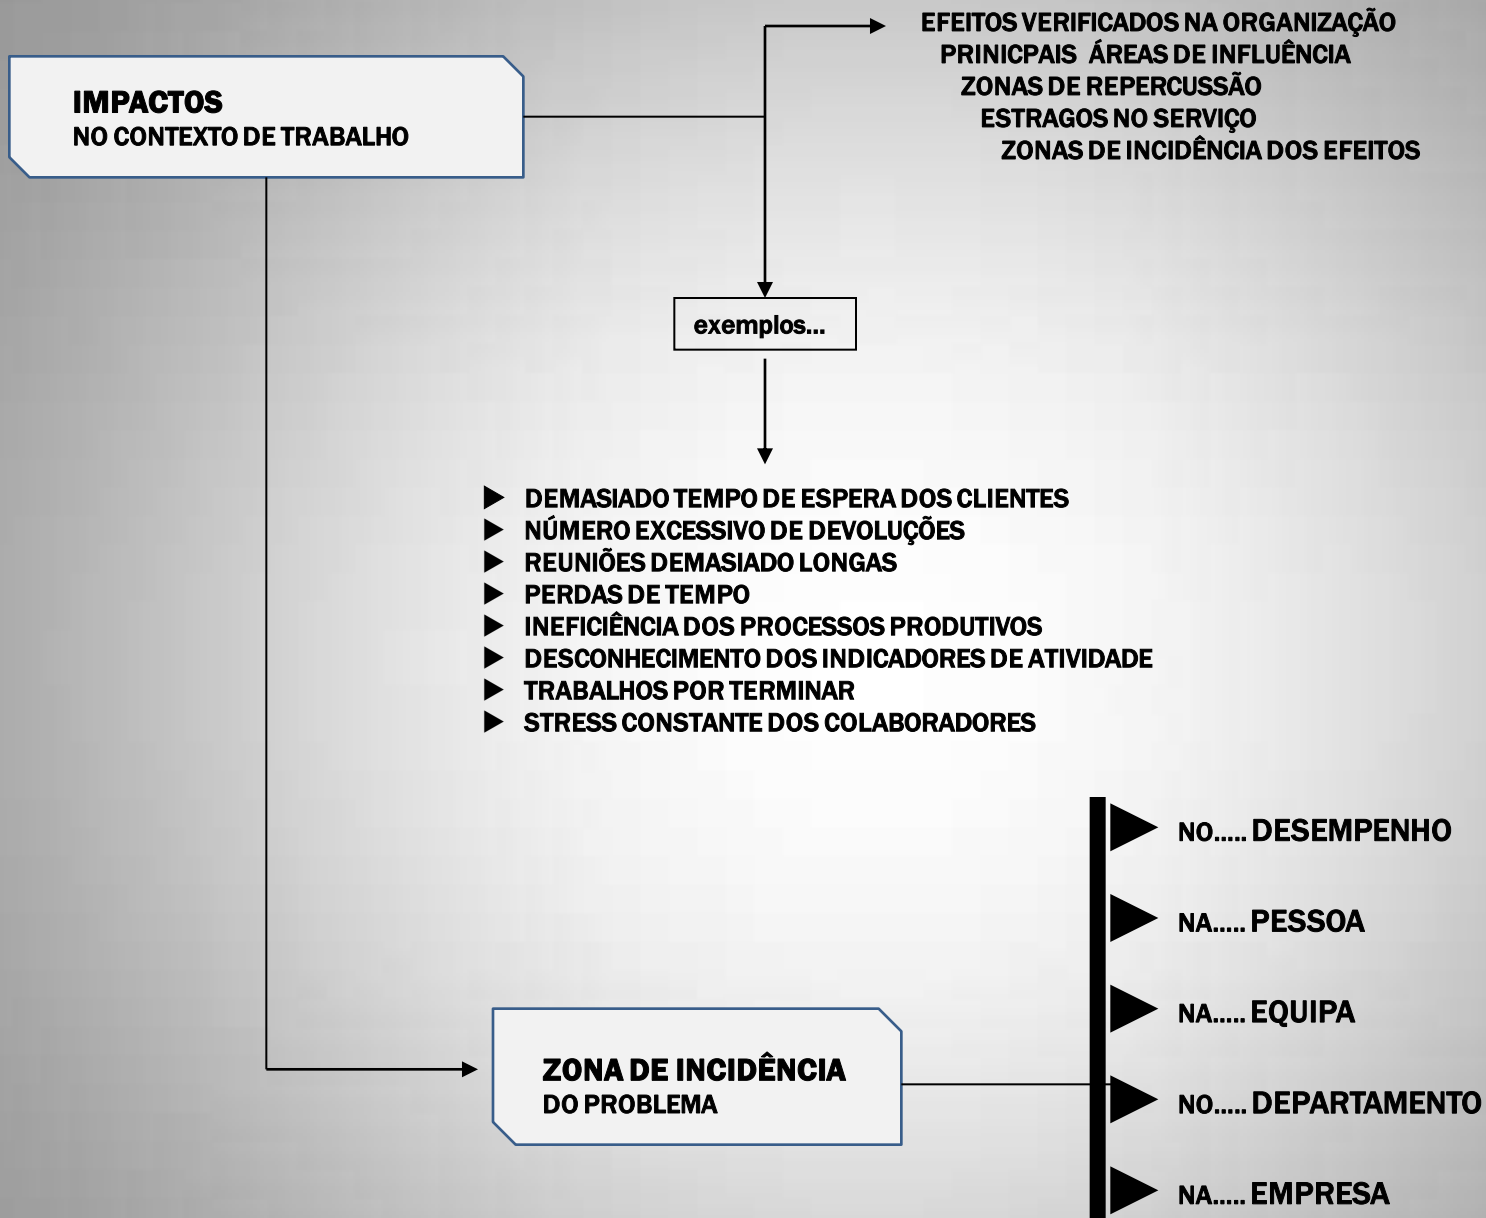 IMPACTOS
NO CONTEXTO DE TRABALHO
EFEITOS VERIFICADOS NA ORGANIZAÇÃO
PRINICPAIS ÁREAS DE INFLUÊNCIA
ZONAS DE REPERCUSSÃO
ESTRAGOS NO SERVIÇO
ZONAS DE INCIDÊNCIA DOS EFEITOS
exemplos...
DEMASIADO TEMPO DE ESPERA DOS CLIENTES
NÚMERO EXCESSIVO DE DEVOLUÇÕES
REUNIÕES DEMASIADO LONGAS
PERDAS DE TEMPO
INEFICIÊNCIA DOS PROCESSOS PRODUTIVOS
DESCONHECIMENTO DOS INDICADORES DE ATIVIDADE
TRABALHOS POR TERMINAR
STRESS CONSTANTE DOS COLABORADORES
ZONA DE INCIDÊNCIA
DO PROBLEMA
NO..... DESEMPENHO
NA..... PESSOA
NA..... EQUIPA
NO..... DEPARTAMENTO
NA..... EMPRESA